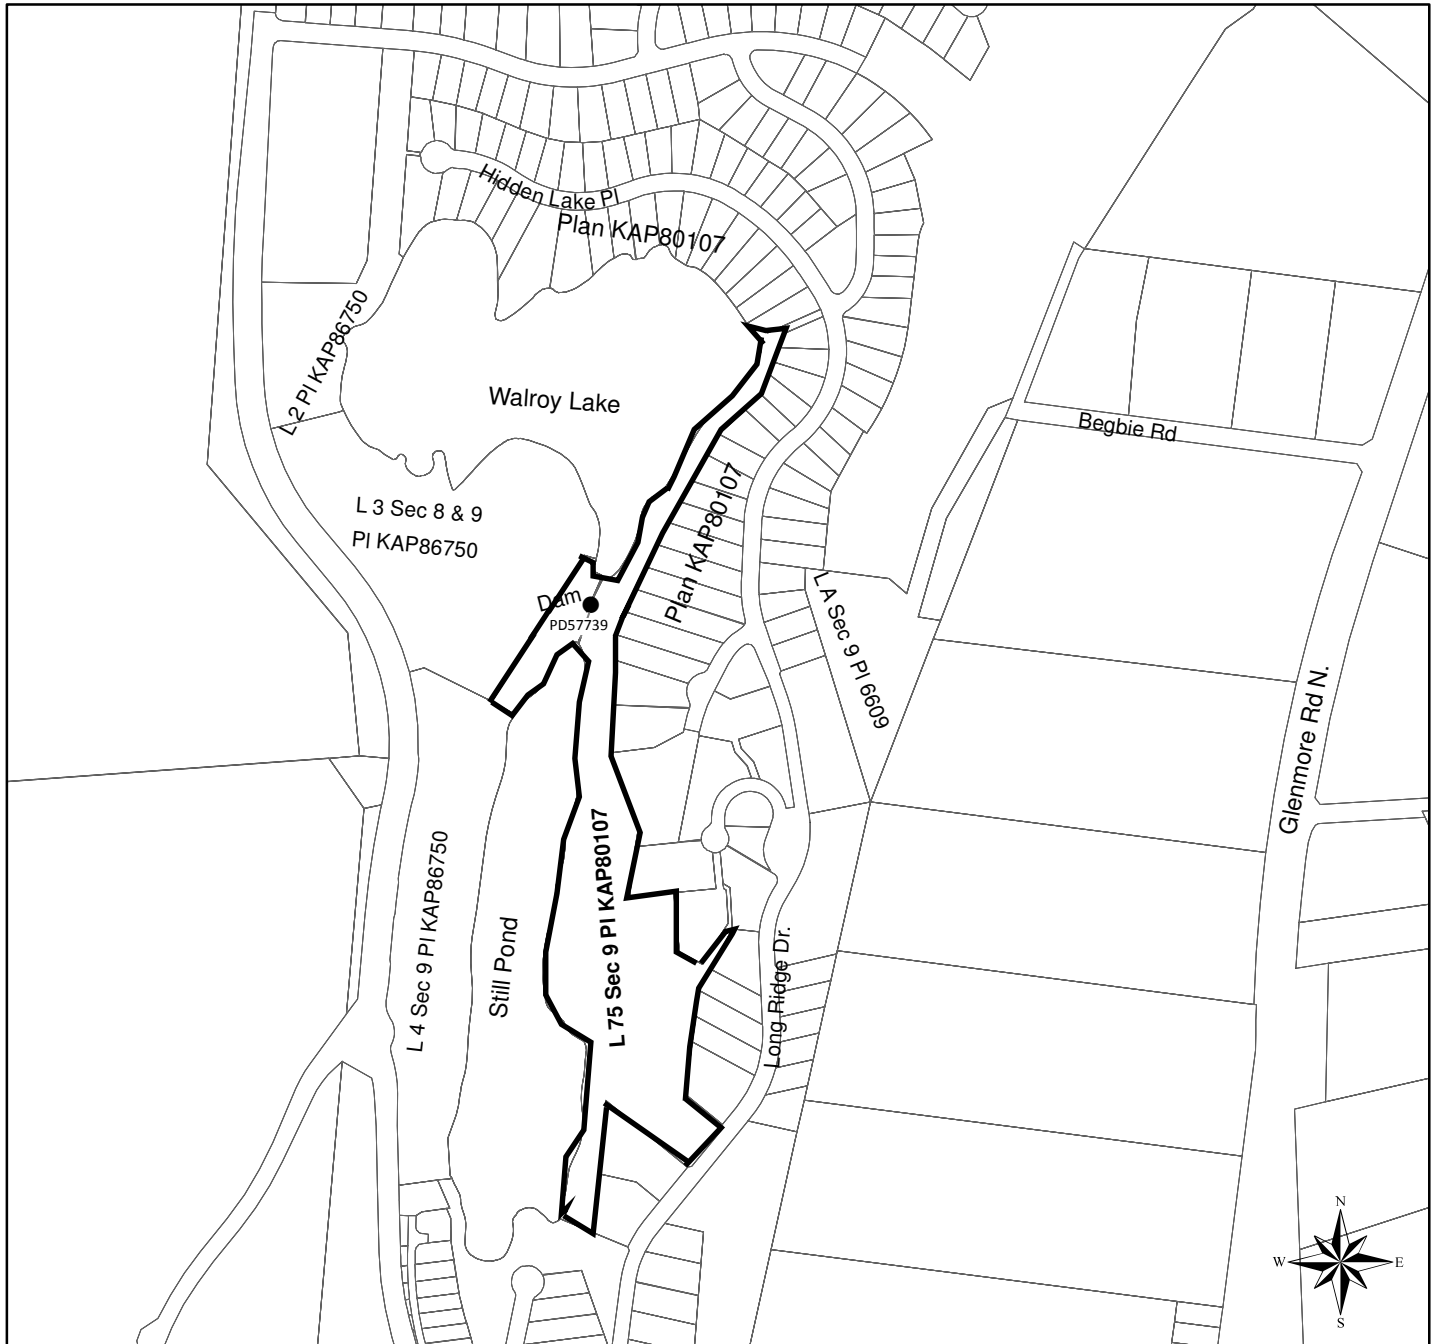 Hidden Lake Pl
Plan KAP80107
L 2 Pl KAP86750
Walroy Lake
Begbie Rd
L 3 Sec 8 & 9
Pl KAP86750
Plan KAP80107
Dam
PD57739
L A Sec 9 Pl 6609
Glenmore Rd N.
L 4 Sec 9 Pl KAP86750
Still Pond
L 75 Sec 9 Pl KAP80107
Long Ridge Dr.
N
W
E
S